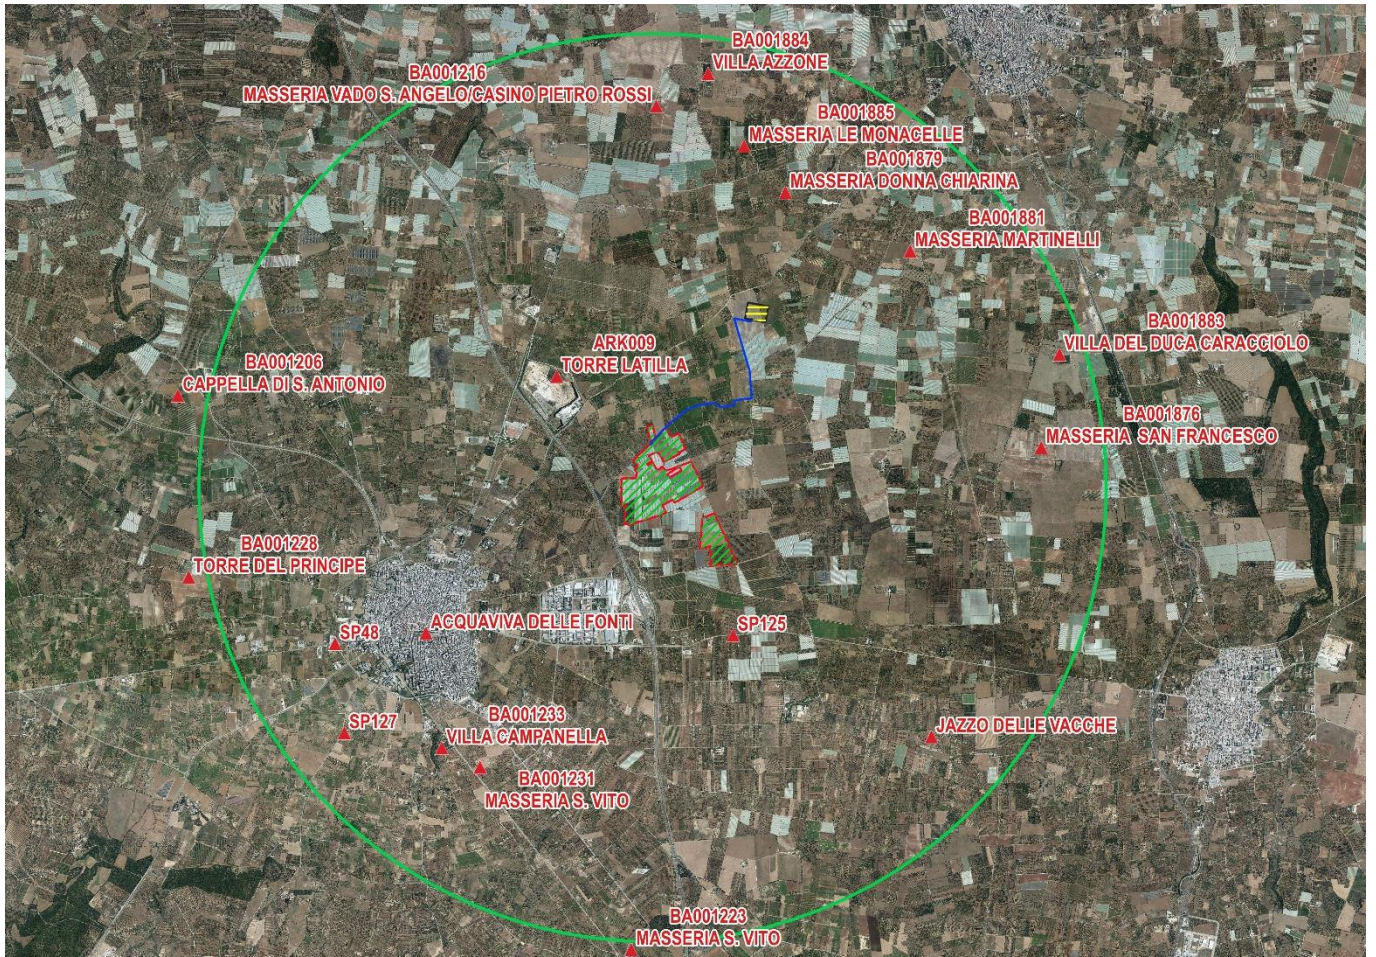 BA001884
VILLA AZZONE
BA001216
MASSERIA VADO S. ANGELO/CASINO PIETRO ROSSI
BA001885
MASSERIA LE MONACELLE
BA001879
MASSERIA DONNA CHIARINA
BA001881
MASSERIA MARTINELLI
BA001883
VILLA DEL DUCA CARACCIOLO
ARK009
TORRE LATILLA
BA001206
CAPPELLA DI S. ANTONIO
BA001876
MASSERIA SAN FRANCESCO
BA001228
TORRE DEL PRINCIPE
ACQUAVIVA DELLE FONTI
SP125
SP48
SP127
BA001233
VILLA CAMPANELLA
JAZZO DELLE VACCHE
BA001231
MASSERIA S. VITO
BA001223
MASSERIA S. VITO